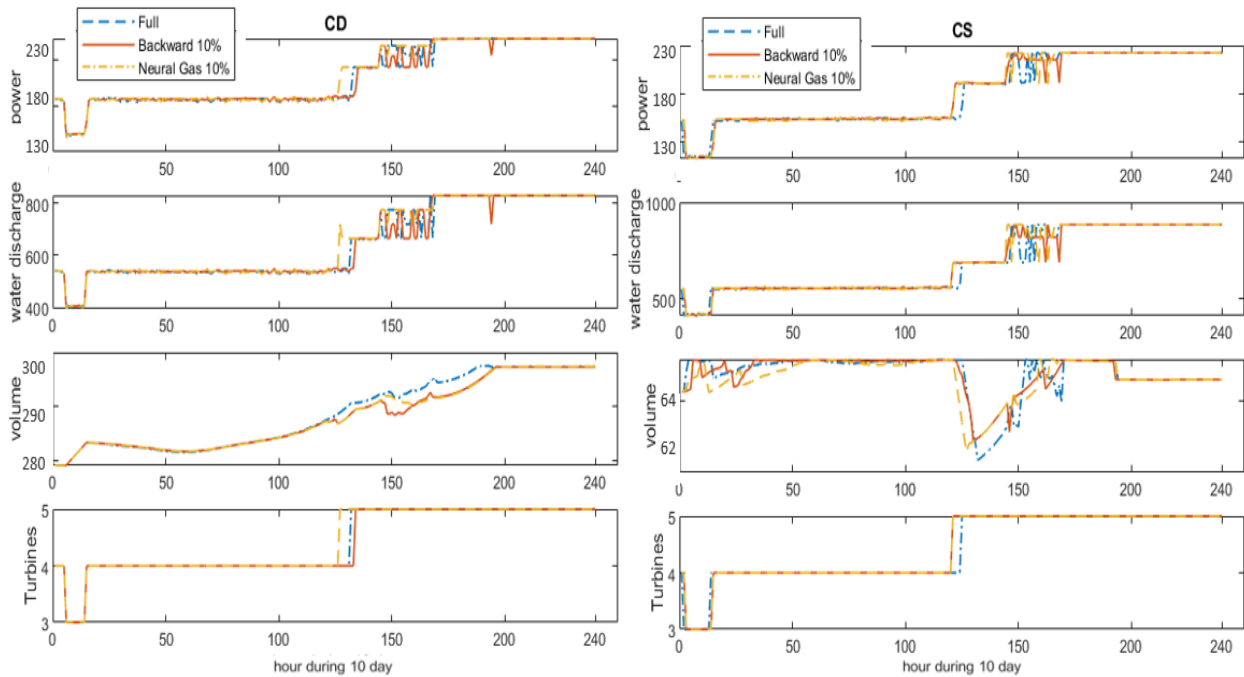 CD
Full
Backward 10%
Neural Gas 10%
power
230
180
130
50 100 150 200 240
water discharge
800
600
400
0 50 100 150 200 240
volume
300
290
280
0 50 100 150 200 240
Turbines
5
4
3
0 50 100 150 200 240
hour during 10 day
CS
Full
Backward 10%
Neural Gas 10%
power
230
180
130
0 50 100 150 200 240
water discharge
1000
500
0 50 100 150 200 240
volume
64
62
0 50 100 150 200 240
Turbines
5
4
3
0 50 100 150 200 240
hour during 10 day